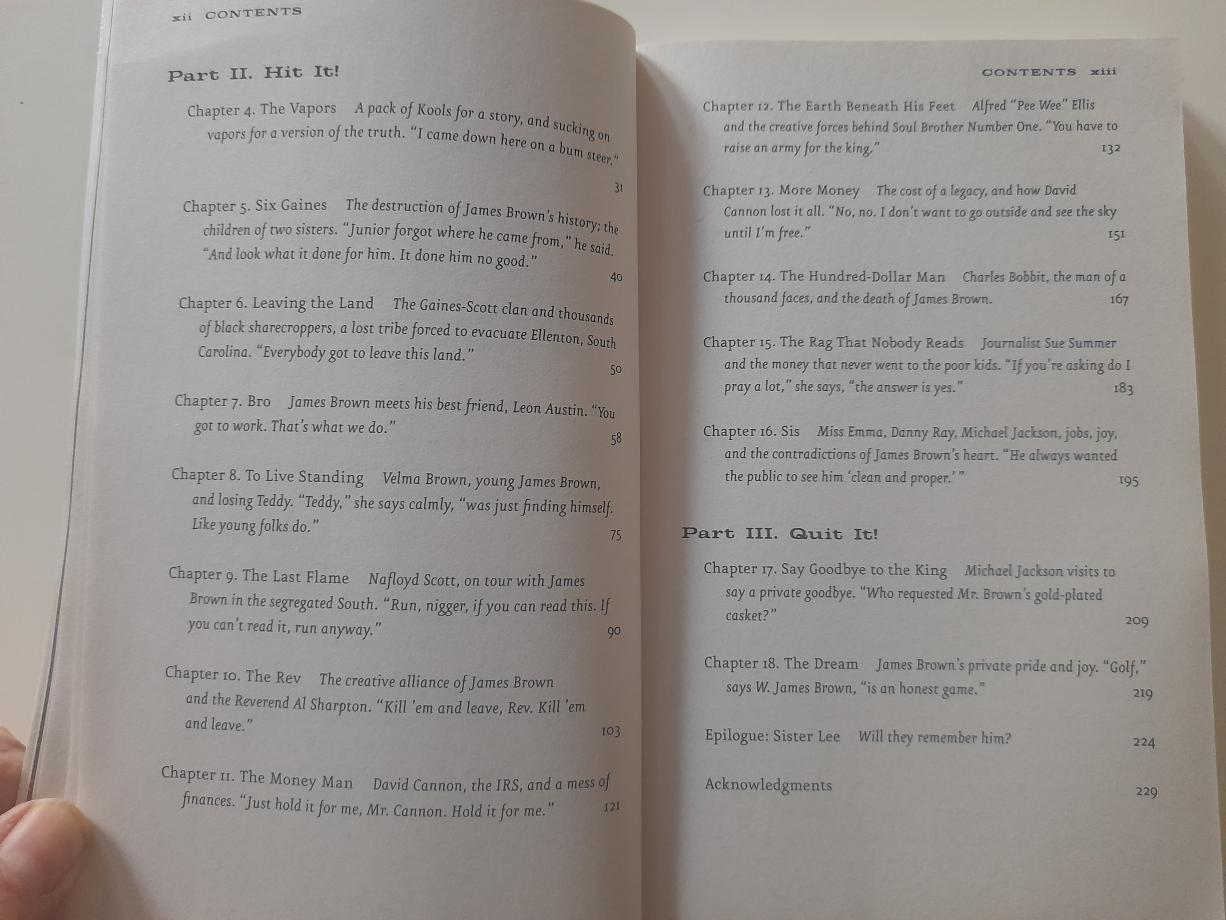 xii CONTENTS
Part II. Hit It!
Chapter 4. The Vapors A pack of Kools for a story, and sucking on
vapors for a version of the truth. “I came down here on a bum steer.”
31
Chapter 5. Six Gaines The destruction of James Brown’s history; the
children of two sisters. “Junior forgot where he came from,” he said.
“And look what it done for him. It done him no good.”
40
Chapter 6. Leaving the Land The Gaines-Scott clan and thousands
of black sharecroppers, a lost tribe forced to evacuate Ellenton, South
Carolina. “Everybody got to leave this land.”
50
Chapter 7. Bro James Brown meets his best friend, Leon Austin. “You
got to work. That’s what we do.”
58
Chapter 8. To Live Standing Velma Brown, young James Brown,
and losing Teddy. “Teddy,” she says calmly, “was just finding himself.
Like young folks do.”
75
Chapter 9. The Last Flame Nafloyd Scott, on tour with James
Brown in the segregated South. “Run, nigger, if you can read this. If
you can’t read it, run anyway.”
90
Chapter 10. The Rev The creative alliance of James Brown
and the Reverend Al Sharpton. “Kill ’em and leave, Rev. Kill ’em
and leave.”
103
Chapter 11. The Money Man David Cannon, the IRS, and a mess of
finances. “Just hold it for me, Mr. Cannon. Hold it for me.”
121
CONTENTS xiii
Chapter 12. The Earth Beneath His Feet Alfred “Pee Wee” Ellis
and the creative forces behind Soul Brother Number One. “You have to
raise an army for the king.”
132
Chapter 13. More Money The cost of a legacy, and how David
Cannon lost it all. “No, no. I don’t want to go outside and see the sky
until I’m free.”
151
Chapter 14. The Hundred-Dollar Man Charles Bobbit, the man of a
thousand faces, and the death of James Brown.
167
Chapter 15. The Rag That Nobody Reads Journalist Sue Summer
and the money that never went to the poor kids. “If you’re asking do I
pray a lot,” she says, “the answer is yes.”
183
Chapter 16. Sis Miss Emma, Danny Ray, Michael Jackson, jobs, joy,
and the contradictions of James Brown’s heart. “He always wanted
the public to see him ‘clean and proper.’ ”
195
Part III. Quit It!
Chapter 17. Say Goodbye to the King Michael Jackson visits to
say a private goodbye. “Who requested Mr. Brown’s gold-plated
casket?”
209
Chapter 18. The Dream James Brown’s private pride and joy. “Golf,”
says W. James Brown, “is an honest game.”
219
Epilogue: Sister Lee Will they remember him?
224
Acknowledgments
229